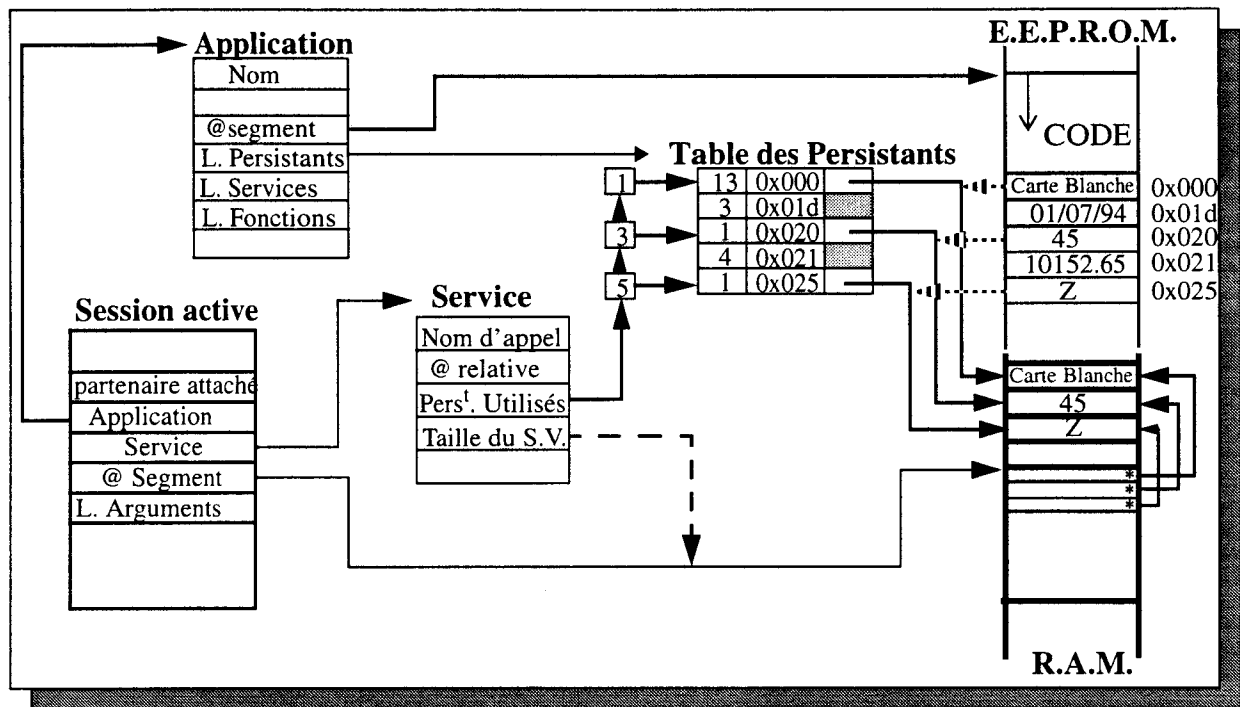 Application
Nom
@segment
L. Persistants
L. Services
L. Fonctions
Session active
partenaire attaché
Application
Service
@ Segment
L. Arguments
Service
Nom d'appel
@ relative
Persᵗ. Utilisés
Taille du S.V.
1
3
5
Table des Persistants
13 0x000
3 0x01d
1 0x020
4 0x021
1 0x025
E.E.P.R.O.M.
CODE
Carte Blanche 0x000
01/07/94 0x01d
45 0x020
10152.65 0x021
Z 0x025
Carte Blanche
45
Z
*
*
*
R.A.M.